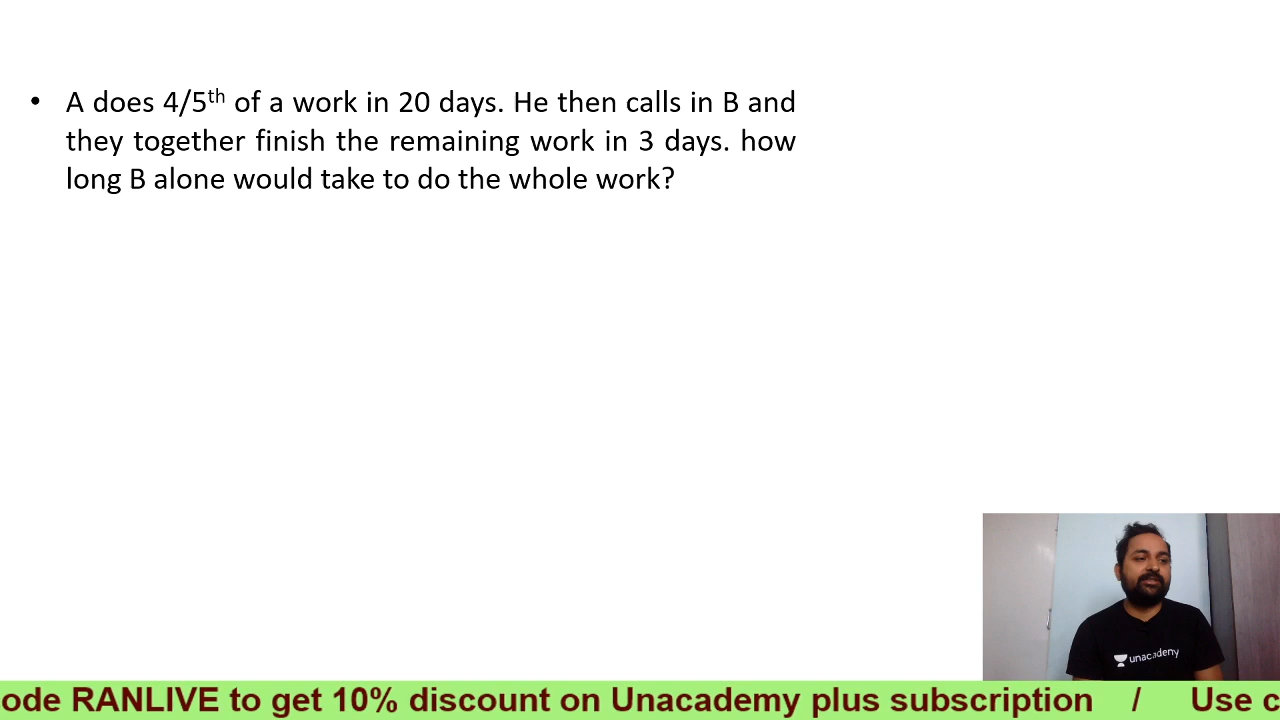 • A does 4/5th of a work in 20 days. He then calls in B and
they together finish the remaining work in 3 days. how
long B alone would take to do the whole work?
unacademy
ode RANLIVE to get 10% discount on Unacademy plus subscription / Use c